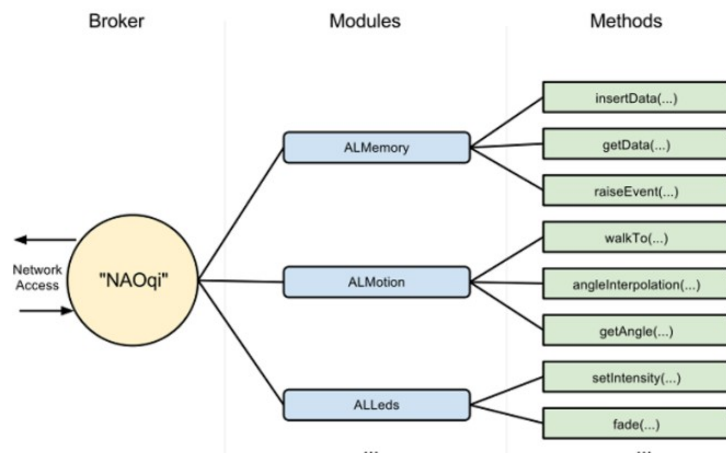 Broker
Modules
Methods
Network
Access
"NAOqi"
ALMemory
ALMotion
ALLeds
...
insertData(...)
getData(...)
raiseEvent(...)
walkTo(...)
angleInterpolation(...)
getAngle(...)
setIntensity(...)
fade(...)
...